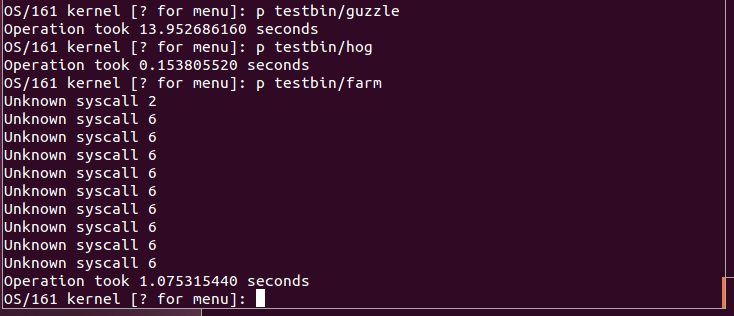 OS/161 kernel [? for menu]: p testbin/guzzle
Operation took 13.952686160 seconds
OS/161 kernel [? for menu]: p testbin/hog
Operation took 0.153805520 seconds
OS/161 kernel [? for menu]: p testbin/farm
Unknown syscall 2
Unknown syscall 6
Unknown syscall 6
Unknown syscall 6
Unknown syscall 6
Unknown syscall 6
Unknown syscall 6
Unknown syscall 6
Unknown syscall 6
Unknown syscall 6
Operation took 1.075315440 seconds
OS/161 kernel [? for menu]: